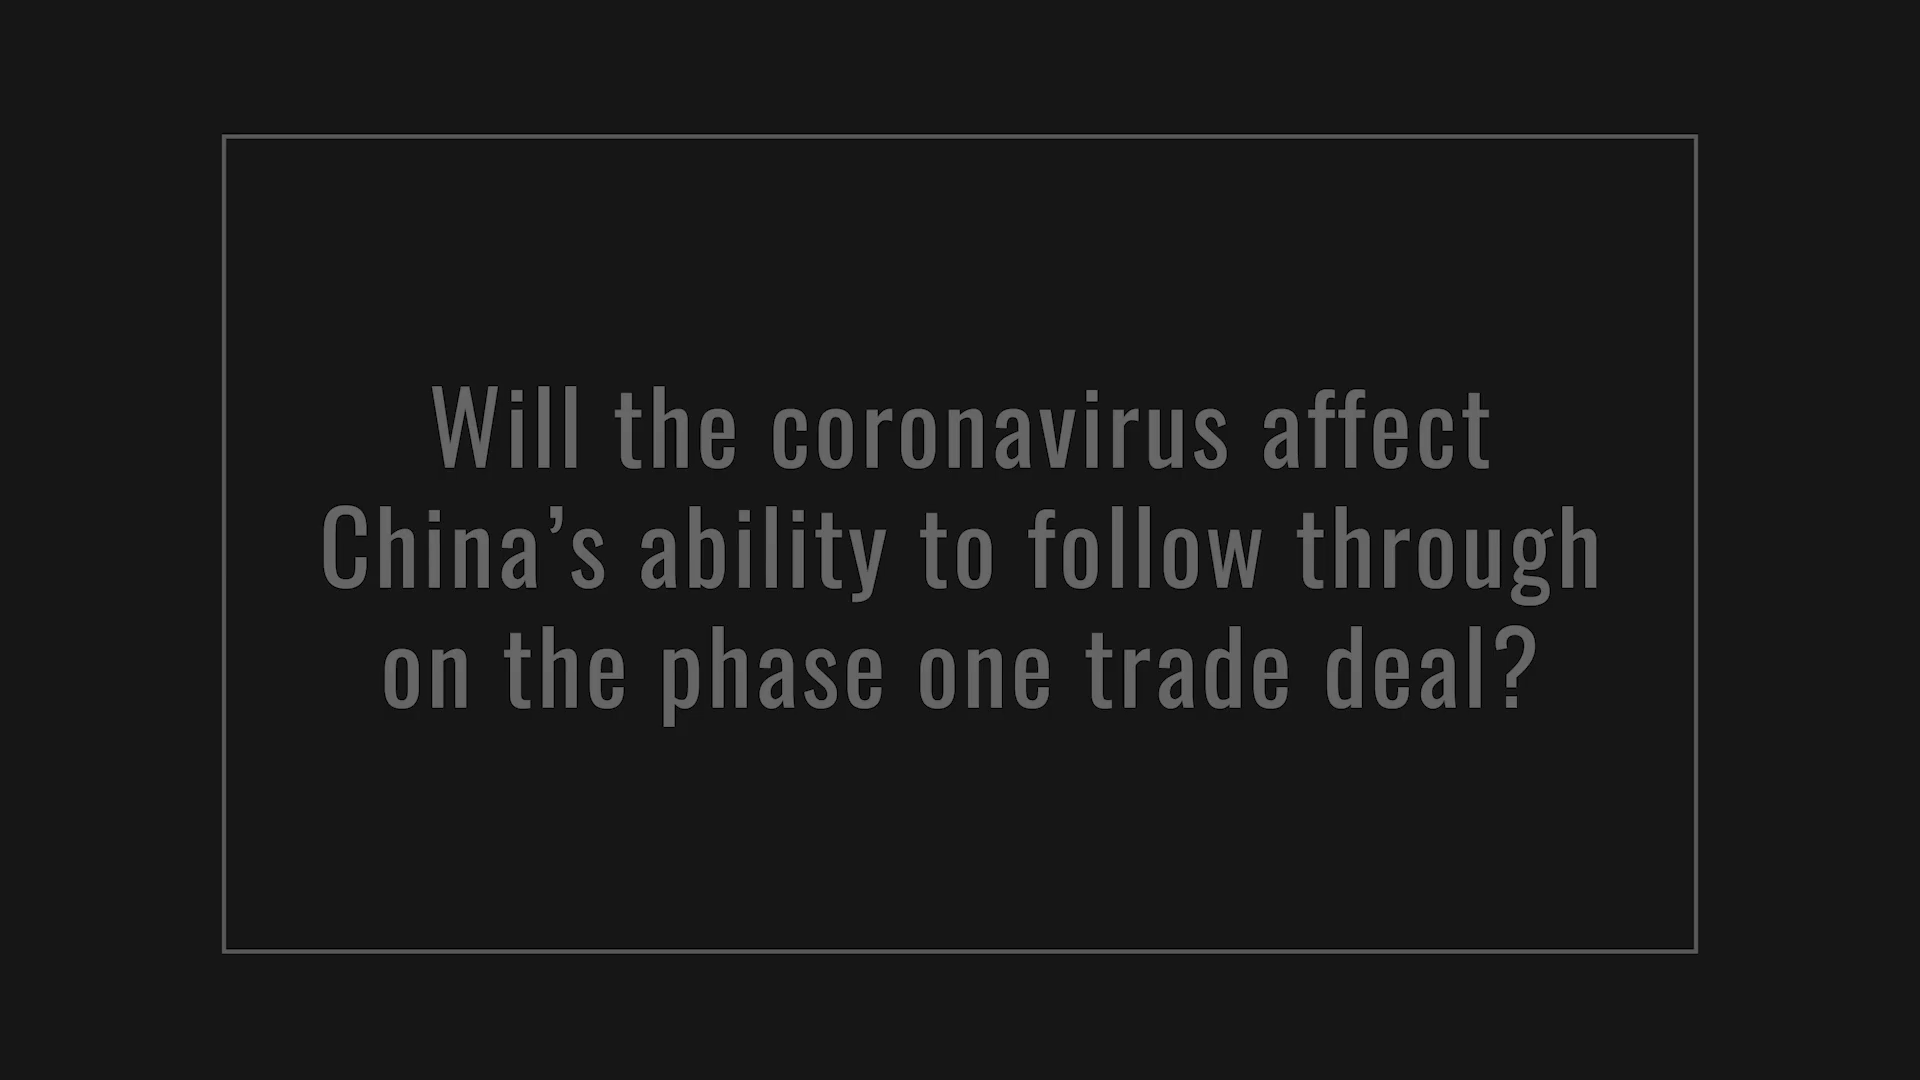 Will the coronavirus affect
China’s ability to follow through
on the phase one trade deal?